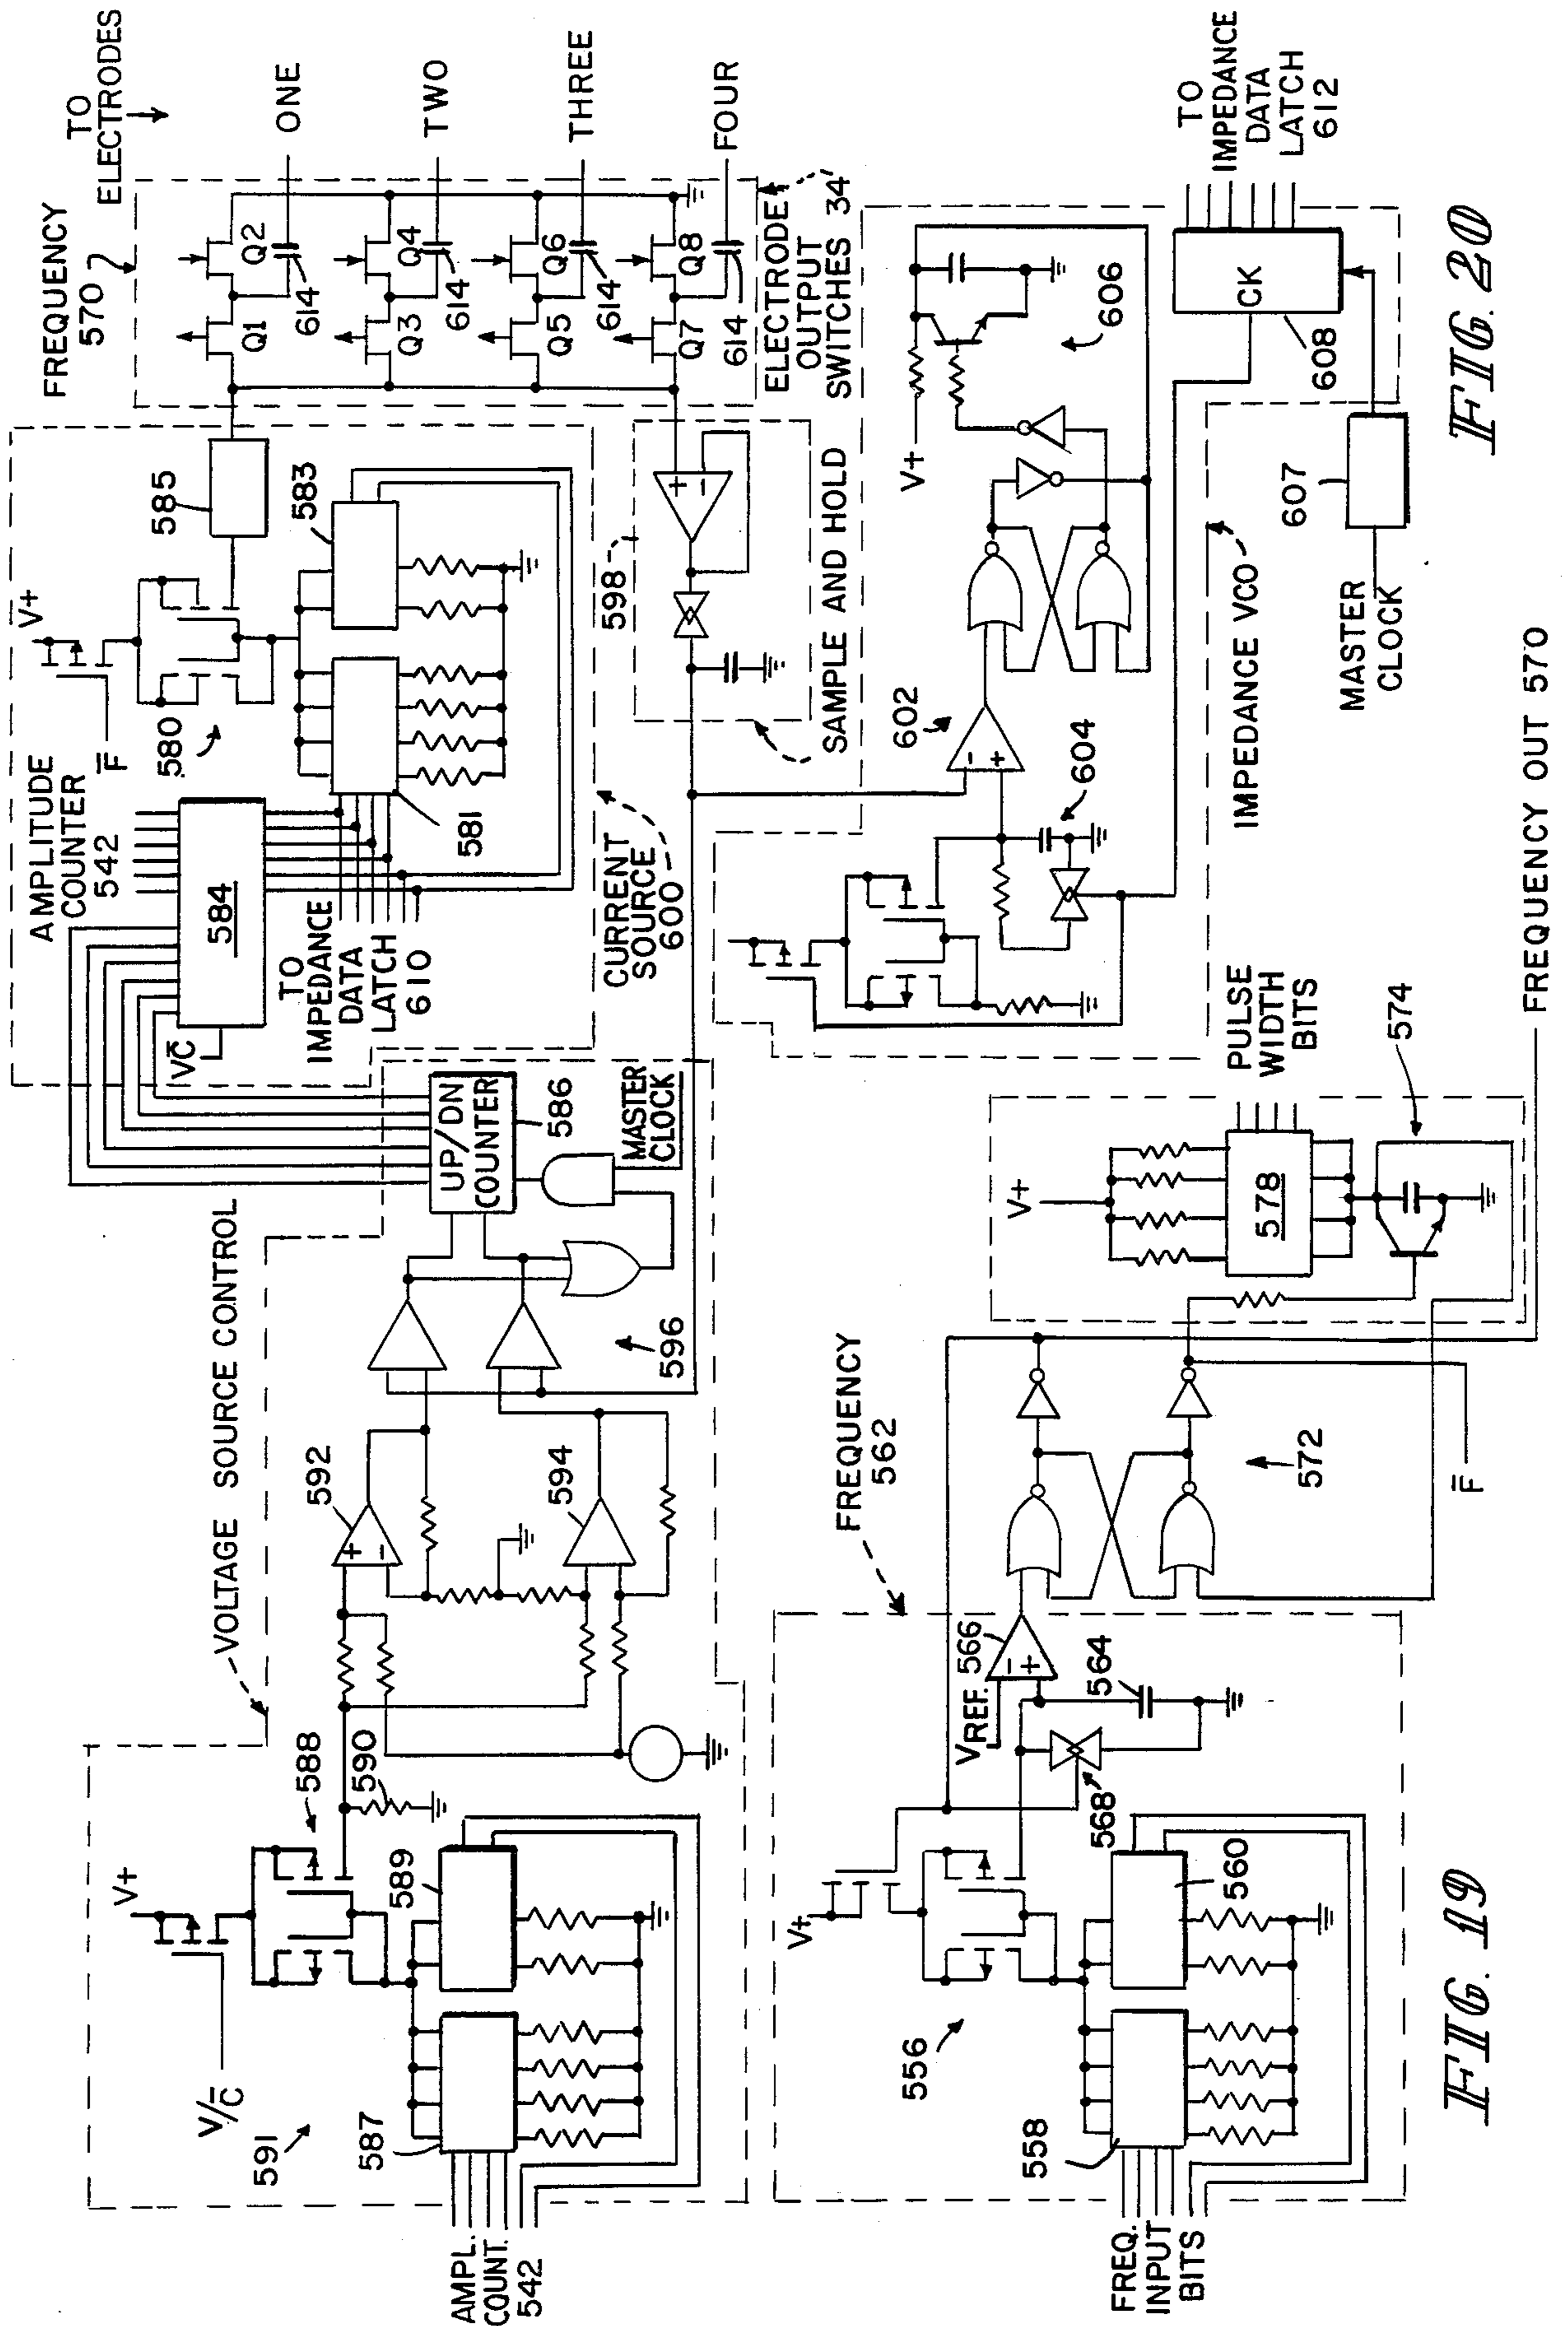 TO
ELECTRODES
FREQUENCY
570
Q1
Q2
614
ONE
Q3
Q4
614
TWO
Q5
Q6
614
THREE
Q7
Q8
614
FOUR
ELECTRODE
OUTPUT
SWITCHES 34'
585
583
V+
F̅
580
AMPLITUDE
COUNTER
542
584
581
V̅C̅
TO
IMPEDANCE
DATA
LATCH
610
CURRENT
SOURCE
600
+
-
598
SAMPLE AND HOLD
VOLTAGE SOURCE CONTROL
UP/DN
COUNTER
586
MASTER
CLOCK
596
592
+
-
594
V+
588
590
589
V/C̅
591
587
AMPL.
COUNT.
542
602
-
+
604
V+
606
IMPEDANCE VCO
CK
608
607
MASTER
CLOCK
TO
IMPEDANCE
DATA
LATCH
612
FIG. 20
FREQUENCY
562
VREF.
566
-
+
564
568
V+
556
560
558
FREQ.
INPUT
BITS
572
F̅
V+
578
PULSE
WIDTH
BITS
574
FREQUENCY OUT 570
FIG. 19